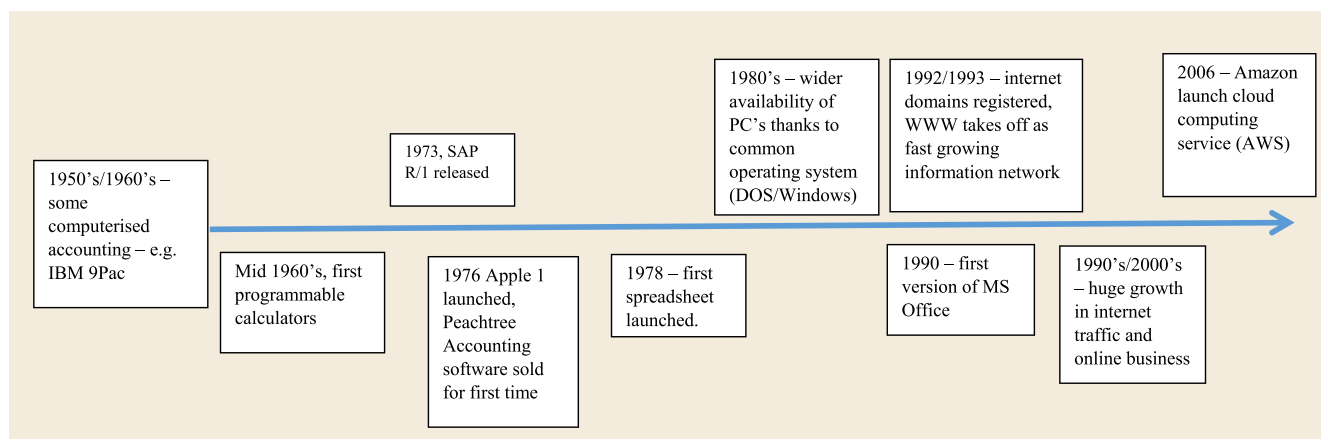 1950’s/1960’s –
some
computerised
accounting – e.g.
IBM 9Pac
Mid 1960’s, first
programmable
calculators
1973, SAP
R/1 released
1976 Apple 1
launched,
Peachtree
Accounting
software sold
for first time
1978 – first
spreadsheet
launched.
1980’s – wider
availability of
PC’s thanks to
common
operating system
(DOS/Windows)
1990 – first
version of MS
Office
1992/1993 – internet
domains registered,
WWW takes off as
fast growing
information network
1990’s/2000’s
– huge growth
in internet
traffic and
online business
2006 – Amazon
launch cloud
computing
service (AWS)